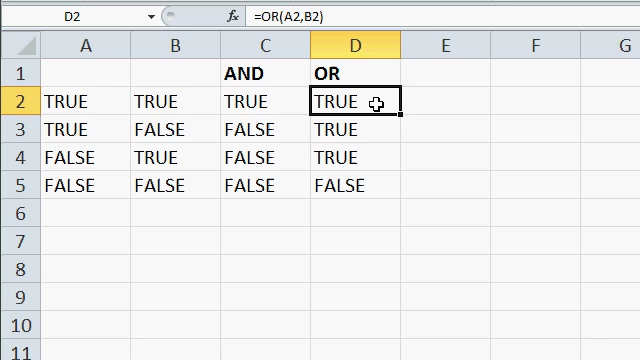 D2 fx =OR(A2,B2)
A B C D E F G
1 AND OR
2 TRUE TRUE TRUE TRUE
3 TRUE FALSE FALSE TRUE
4 FALSE TRUE FALSE TRUE
5 FALSE FALSE FALSE FALSE
6
7
8
9
10
11